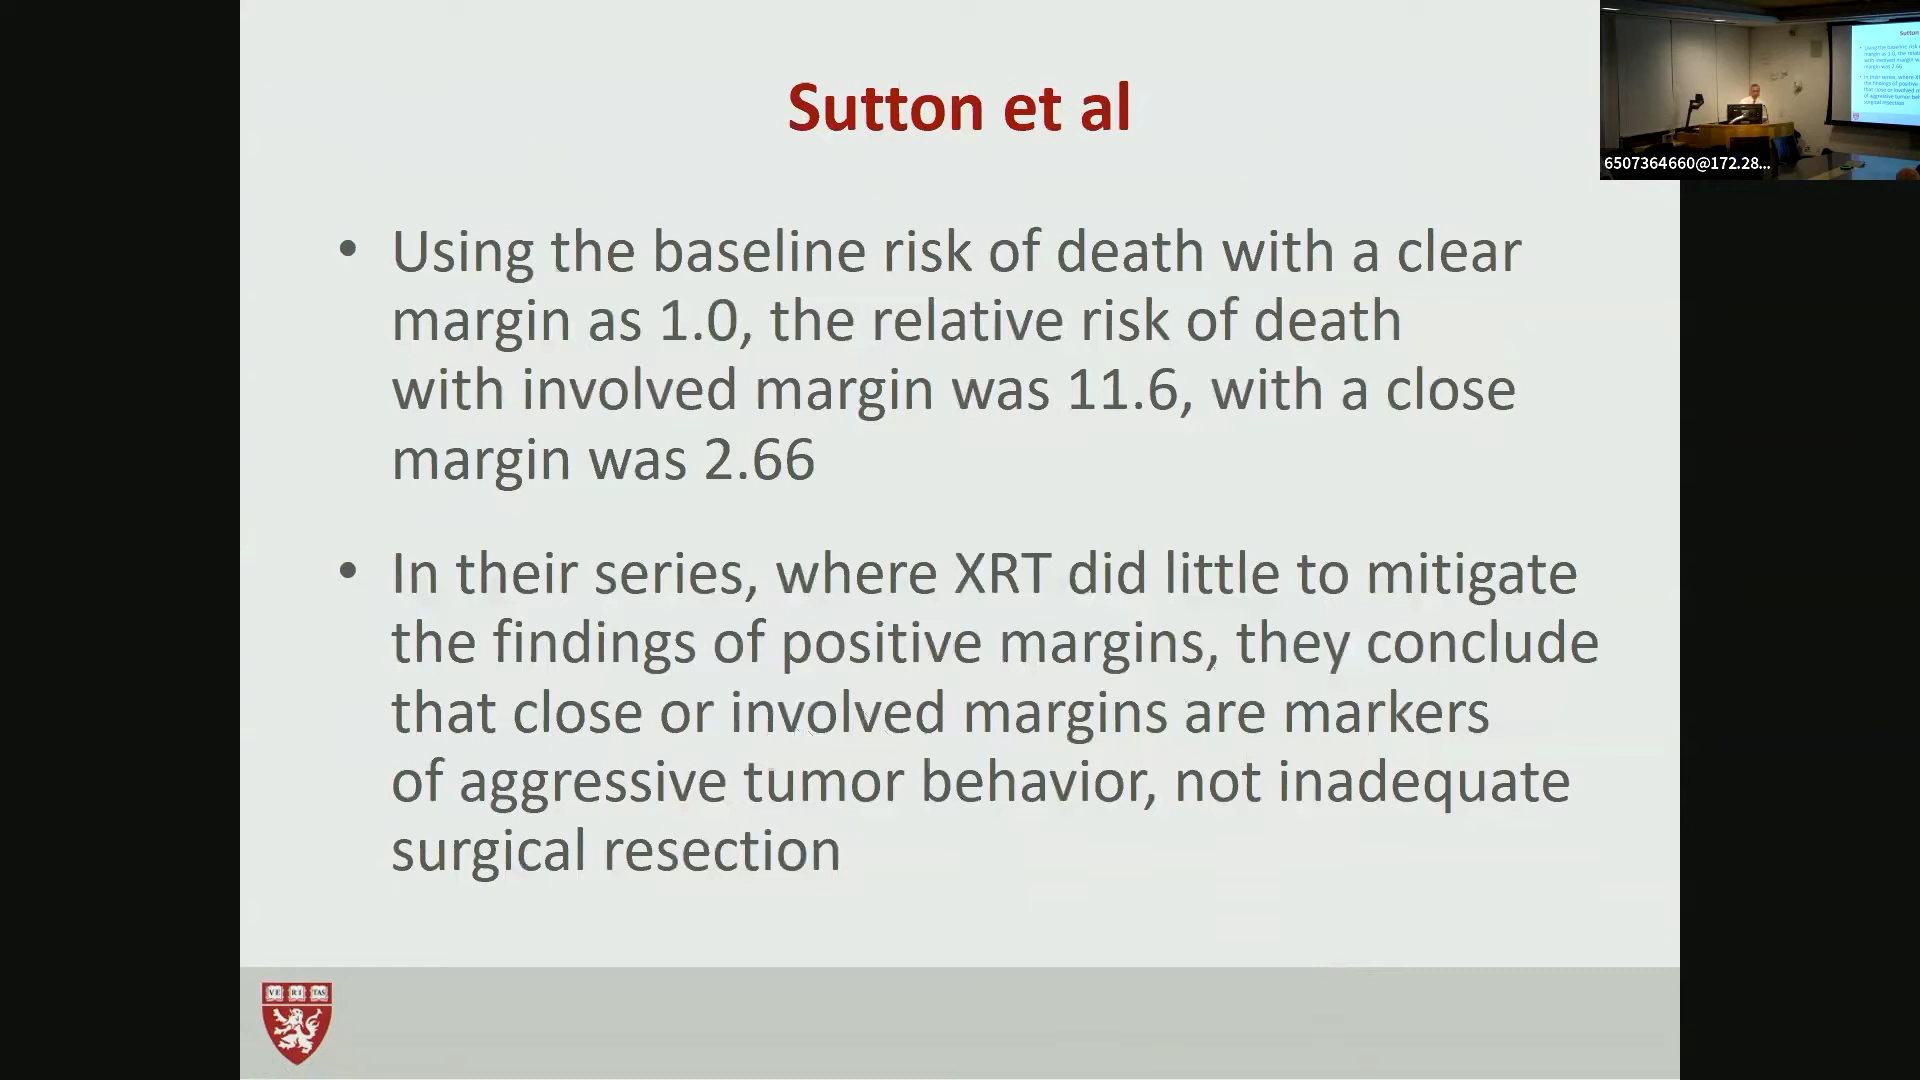 Sutton et al
• Using the baseline risk of death with a clear
margin as 1.0, the relative risk of death
with involved margin was 11.6, with a close
margin was 2.66
• In their series, where XRT did little to mitigate
the findings of positive margins, they conclude
that close or involved margins are markers
of aggressive tumor behavior, not inadequate
surgical resection
VE RI TAS
6507364660@172.28...